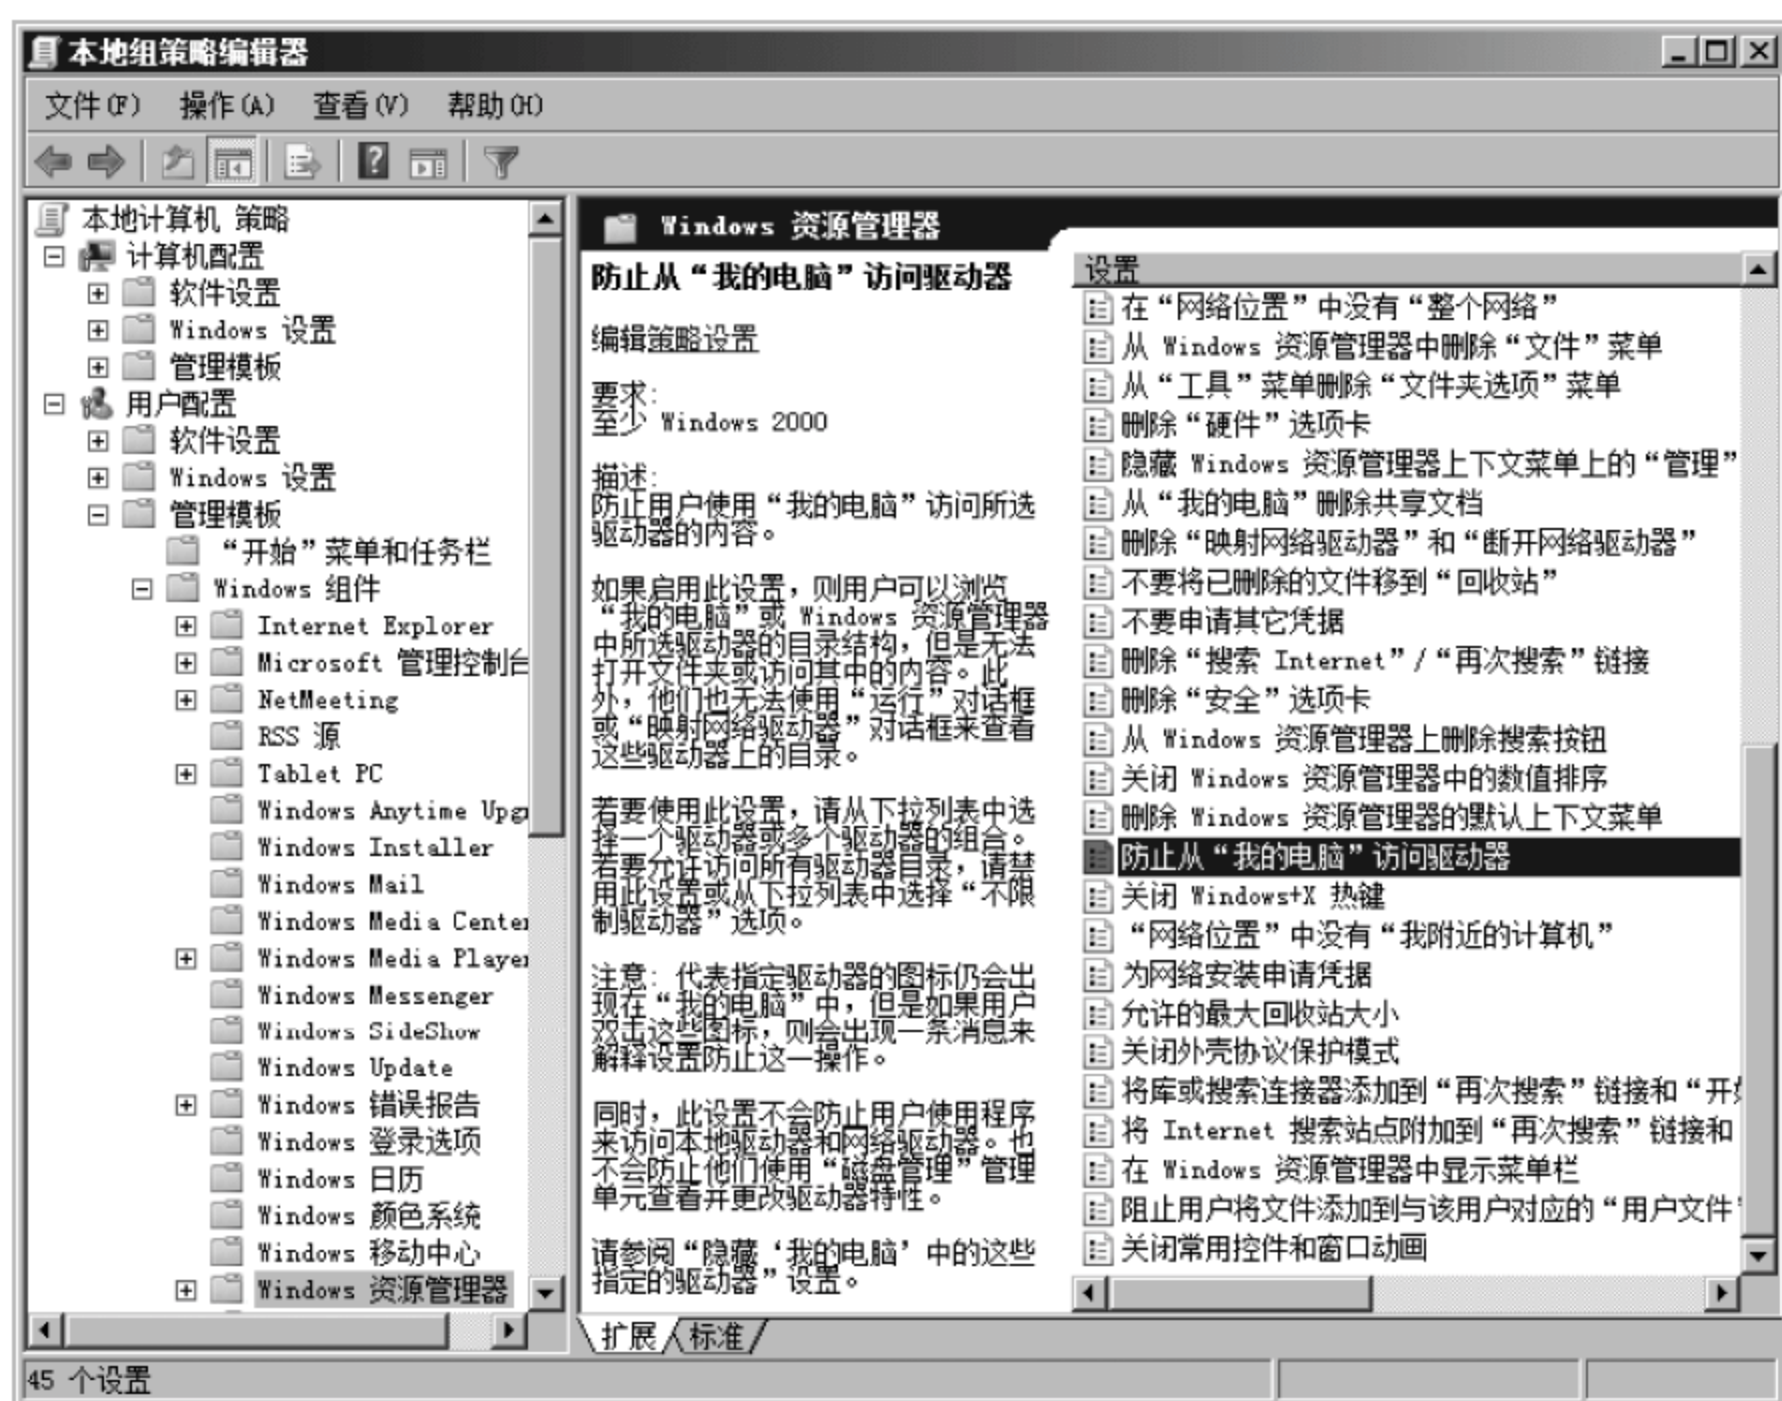 本地组策略编辑器
文件(F) 操作(A) 查看(V) 帮助(H)
本地计算机 策略
计算机配置
软件设置
Windows 设置
管理模板
用户配置
软件设置
Windows 设置
管理模板
“开始”菜单和任务栏
Windows 组件
Internet Explorer
Microsoft 管理控制台
NetMeeting
RSS 源
Tablet PC
Windows Anytime Upg
Windows Installer
Windows Mail
Windows Media Center
Windows Media Player
Windows Messenger
Windows SideShow
Windows Update
Windows 错误报告
Windows 登录选项
Windows 日历
Windows 颜色系统
Windows 移动中心
Windows 资源管理器
Windows 资源管理器
防止从“我的电脑”访问驱动器
编辑策略设置
要求:
至少 Windows 2000
描述:
防止用户使用“我的电脑”访问所选
驱动器的内容。
如果启用此设置，则用户可以浏览
“我的电脑”或 Windows 资源管理器
中所选驱动器的目录结构，但是无法
打开文件夹或访问其中的内容。此
外，他们也无法使用“运行”对话框
或“映射网络驱动器”对话框来查看
这些驱动器上的目录。
若要使用此设置，请从下拉列表中选
择一个驱动器或多个驱动器的组合。
若要允许访问所有驱动器目录，请禁
用此设置或从下拉列表中选择“不限
制驱动器”选项。
注意: 代表指定驱动器的图标仍会出
现在“我的电脑”中，但是如果用户
双击这些图标，则会出现一条消息来
解释设置防止这一操作。
同时，此设置不会防止用户使用程序
来访问本地驱动器和网络驱动器。也
不会防止他们使用“磁盘管理”管理
单元查看并更改驱动器特性。
请参阅“隐藏‘我的电脑’中的这些
指定的驱动器”设置。
设置
在“网络位置”中没有“整个网络”
从 Windows 资源管理器中删除“文件”菜单
从“工具”菜单删除“文件夹选项”菜单
删除“硬件”选项卡
隐藏 Windows 资源管理器上下文菜单上的“管理”
从“我的电脑”删除共享文档
删除“映射网络驱动器”和“断开网络驱动器”
不要将已删除的文件移到“回收站”
不要申请其它凭据
删除“搜索 Internet”/“再次搜索”链接
删除“安全”选项卡
从 Windows 资源管理器上删除搜索按钮
关闭 Windows 资源管理器中的数值排序
删除 Windows 资源管理器的默认上下文菜单
防止从“我的电脑”访问驱动器
关闭 Windows+X 热键
“网络位置”中没有“我附近的计算机”
为网络安装申请凭据
允许的最大回收站大小
关闭外壳协议保护模式
将库或搜索连接器添加到“再次搜索”链接和“开始
将 Internet 搜索站点附加到“再次搜索”链接和
在 Windows 资源管理器中显示菜单栏
阻止用户将文件添加到与该用户对应的“用户文件
关闭常用控件和窗口动画
扩展 标准
45 个设置